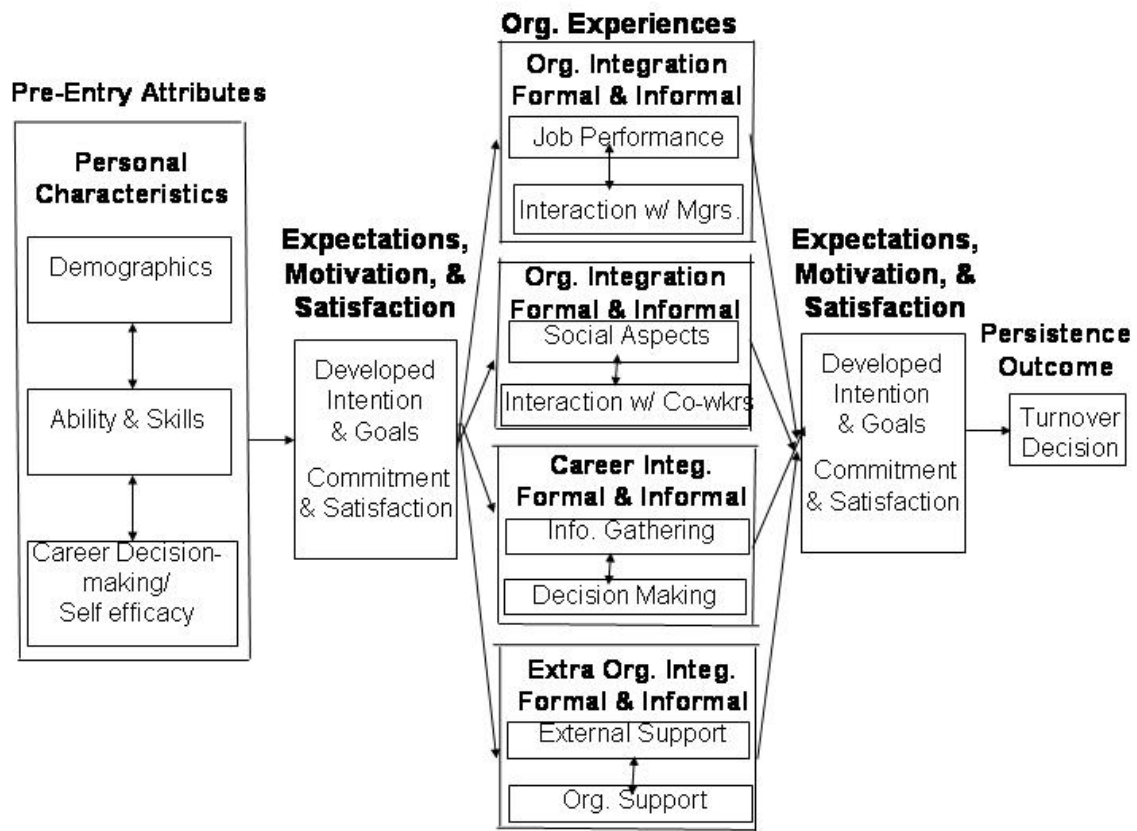 Pre-Entry Attributes
Personal
Characteristics
Demographics
Ability & Skills
Career Decision-
making/
Self efficacy
Expectations,
Motivation, &
Satisfaction
Developed
Intention
& Goals
Commitment
& Satisfaction
Org. Experiences
Org. Integration
Formal & Informal
Job Performance
Interaction w/ Mgrs.
Org. Integration
Formal & Informal
Social Aspects
Interaction w/ Co-wkrs
Career Integ.
Formal & Informal
Info. Gathering
Decision Making
Extra Org. Integ.
Formal & Informal
External Support
Org. Support
Expectations,
Motivation, &
Satisfaction
Developed
Intention
& Goals
Commitment
& Satisfaction
Persistence
Outcome
Turnover
Decision